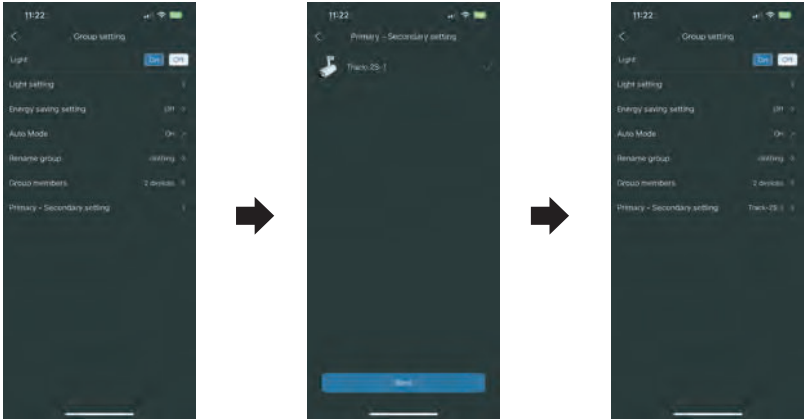 11:22
Group setting
Light On Off
Light setting
Energy saving setting Off
Auto Mode On
Rename group
Group members 2 devices
Primary - Secondary setting
11:22
Primary - Secondary setting
11:22
Group setting
Light On Off
Light setting
Energy saving setting Off
Auto Mode On
Rename group
Group members 2 devices
Primary - Secondary setting